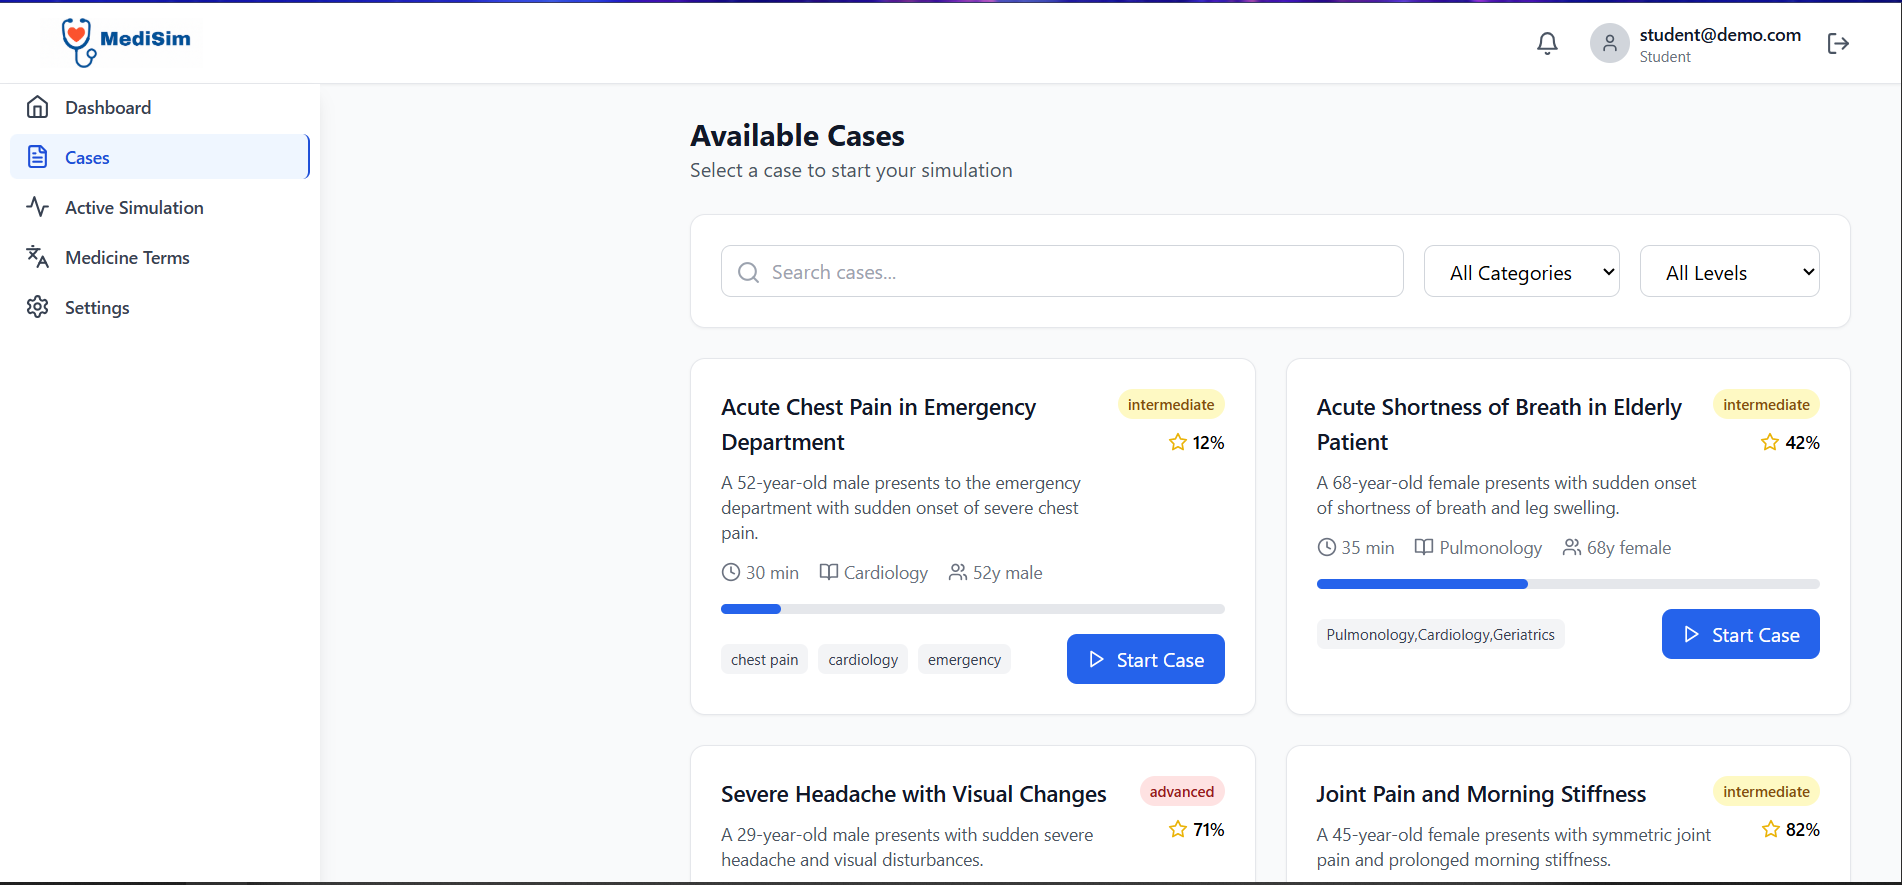 MediSim
student@demo.com
Student
Dashboard
Cases
Active Simulation
Medicine Terms
Settings
Available Cases
Select a case to start your simulation
Search cases...
All Categories
All Levels
Acute Chest Pain in Emergency
Department
intermediate
12%
A 52-year-old male presents to the emergency
department with sudden onset of severe chest
pain.
30 min
Cardiology
52y male
chest pain
cardiology
emergency
Start Case
Acute Shortness of Breath in Elderly
Patient
intermediate
42%
A 68-year-old female presents with sudden onset
of shortness of breath and leg swelling.
35 min
Pulmonology
68y female
Pulmonology,Cardiology,Geriatrics
Start Case
Severe Headache with Visual Changes
advanced
71%
A 29-year-old male presents with sudden severe
headache and visual disturbances.
Joint Pain and Morning Stiffness
intermediate
82%
A 45-year-old female presents with symmetric joint
pain and prolonged morning stiffness.